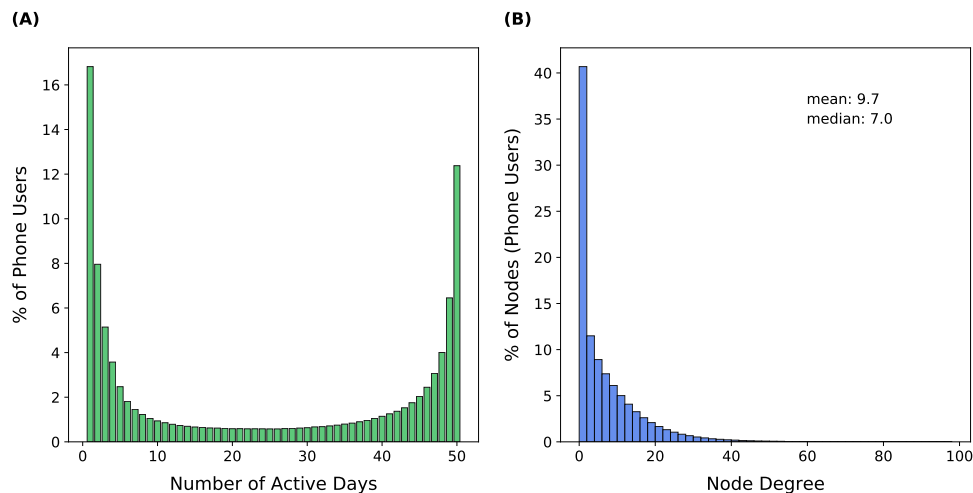 (A)
% of Phone Users
16
14
12
10
8
6
4
2
0
0 10 20 30 40 50
Number of Active Days
(B)
% of Nodes (Phone Users)
40
35
30
25
20
15
10
5
0
mean: 9.7
median: 7.0
0 20 40 60 80 100
Node Degree